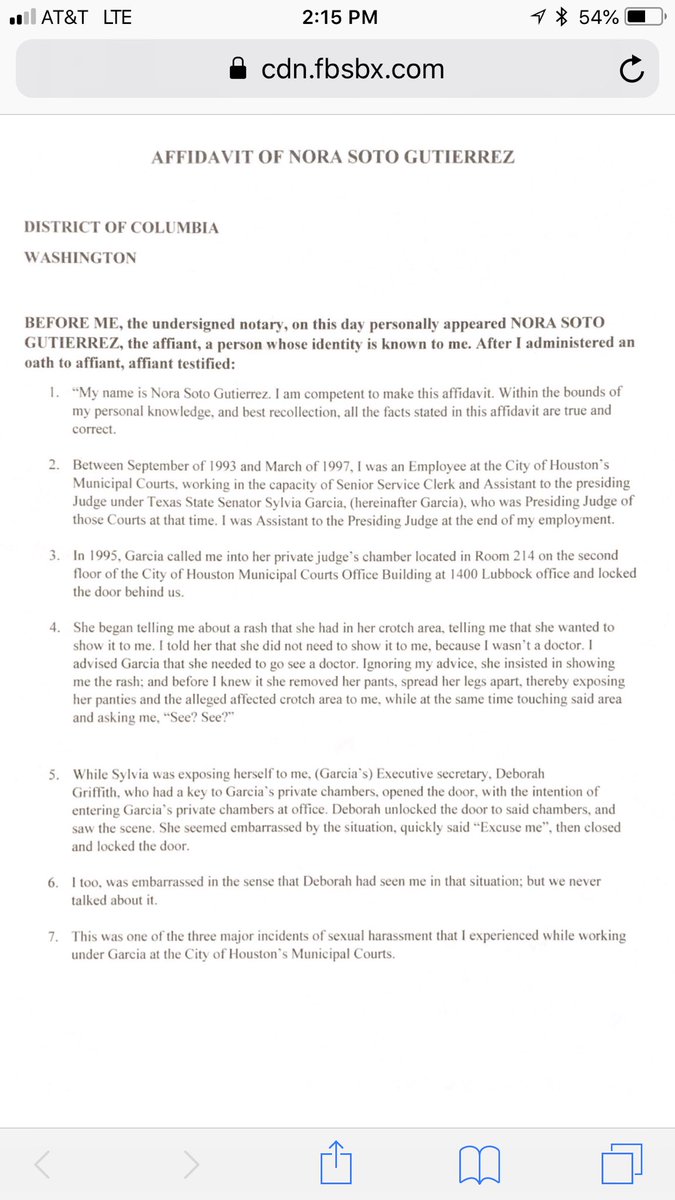 AT&T LTE 2:15 PM 54%
cdn.fbsbx.com
AFFIDAVIT OF NORA SOTO GUTIERREZ
DISTRICT OF COLUMBIA
WASHINGTON
BEFORE ME, the undersigned notary, on this day personally appeared NORA SOTO
GUTIERREZ, the affiant, a person whose identity is known to me. After I administered an
oath to affiant, affiant testified:
1. “My name is Nora Soto Gutierrez. I am competent to make this affidavit. Within the bounds of
my personal knowledge, and best recollection, all the facts stated in this affidavit are true and
correct.
2. Between September of 1993 and March of 1997, I was an Employee at the City of Houston’s
Municipal Courts, working in the capacity of Senior Service Clerk and Assistant to the presiding
Judge under Texas State Senator Sylvia Garcia, (hereinafter Garcia), who was Presiding Judge of
those Courts at that time. I was Assistant to the Presiding Judge at the end of my employment.
3. In 1995, Garcia called me into her private judge’s chamber located in Room 214 on the second
floor of the City of Houston Municipal Courts Office Building at 1400 Lubbock office and locked
the door behind us.
4. She began telling me about a rash that she had in her crotch area, telling me that she wanted to
show it to me. I told her that she did not need to show it to me, because I wasn’t a doctor. I
advised Garcia that she needed to go see a doctor. Ignoring my advice, she insisted in showing
me the rash; and before I knew it she removed her pants, spread her legs apart, thereby exposing
her panties and the alleged affected crotch area to me, while at the same time touching said area
and asking me, “See? See?”
5. While Sylvia was exposing herself to me, (Garcia’s) Executive secretary, Deborah
Griffith, who had a key to Garcia’s private chambers, opened the door, with the intention of
entering Garcia’s private chambers at office. Deborah unlocked the door to said chambers, and
saw the scene. She seemed embarrassed by the situation, quickly said “Excuse me”, then closed
and locked the door.
6. I too, was embarrassed in the sense that Deborah had seen me in that situation; but we never
talked about it.
7. This was one of the three major incidents of sexual harassment that I experienced while working
under Garcia at the City of Houston’s Municipal Courts.